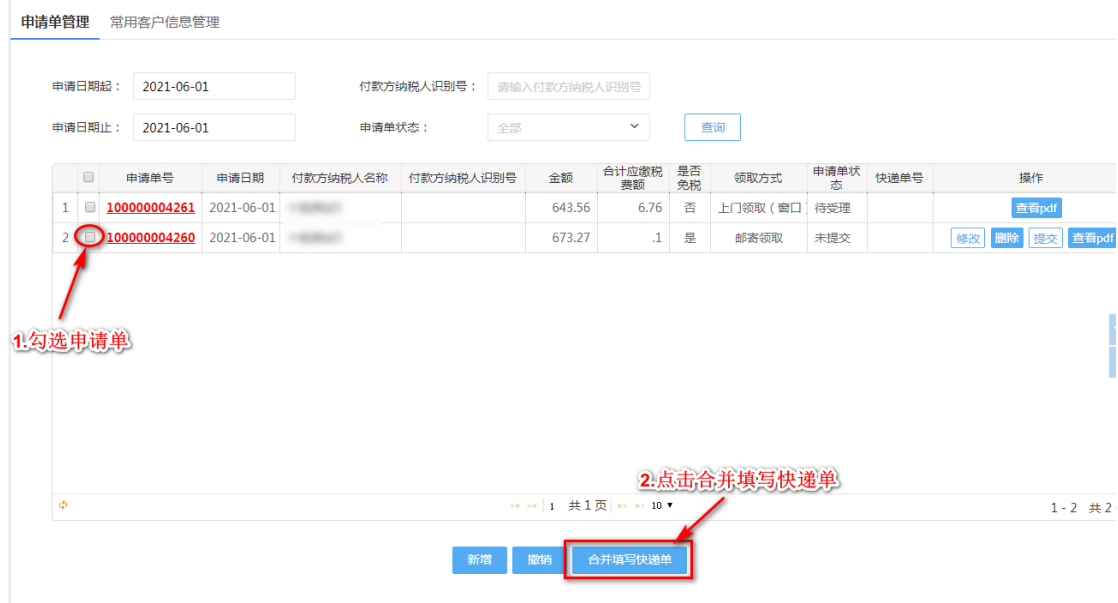 申请单管理 常用客户信息管理
申请日期起： 2021-06-01 付款方纳税人识别号： 请输入付款方纳税人识别号
申请日期止： 2021-06-01 申请单状态： 全部 查询
申请单号 申请日期 付款方纳税人名称 付款方纳税人识别号 金额 合计应缴税费额 是否免税 领取方式 申请单状态 快递单号 操作
1 100000004261 2021-06-01 643.56 6.76 否 上门领取（窗口 待受理 查看pdf
2 100000004260 2021-06-01 673.27 .1 是 邮寄领取 未提交 修改 删除 提交 查看pdf
1.勾选申请单
2.点击合并填写快递单
1 共1页 10 1-2 共2
新增 撤销 合并填写快递单